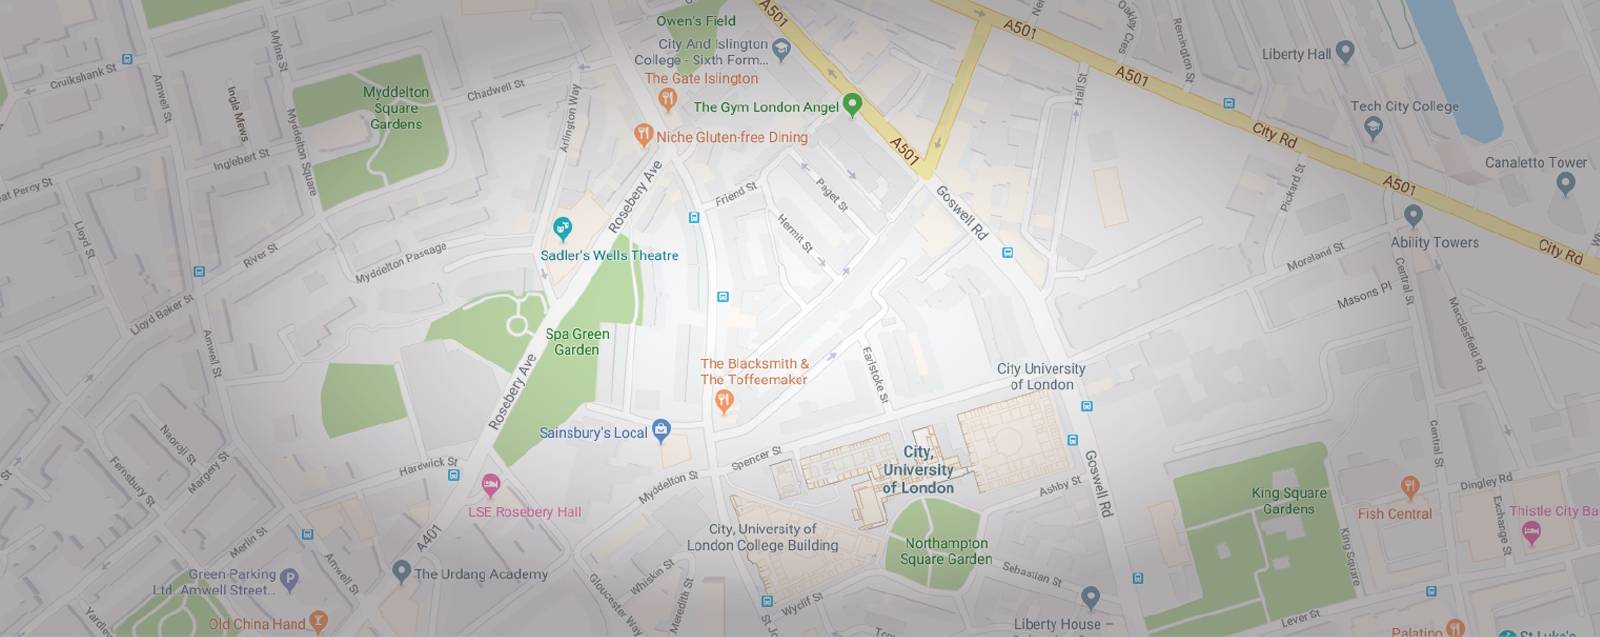 Owen's Field
A501
A501
City And Islington
College - Sixth Form...
Liberty Hall
Oakley Cres
Remington St
Mylne St
Cruikshank St
Amwell St
Ingle Mews
Myddelton
Square
Gardens
Chadwell St
The Gate Islington
A501
Hall St
The Gym London Angel
Tech City College
Arlington Way
Niche Gluten-free Dining
A501
City Rd
Inglebert St
Myddelton Square
Canaletto Tower
Friend St
Paget St
Goswell Rd
Pickard St
A501
Rosebery Ave
Hermit St
Lloyd St
River St
Myddelton Passage
Sadler's Wells Theatre
Ability Towers
City Rd
Moreland St
Central St
Masons Pl
Macclesfield Rd
Lloyd Baker St
Amwell St
Spa Green
Garden
The Blacksmith &
The Toffeemaker
Earlstoke St
City University
of London
Rosebery Ave
Sainsbury's Local
Naoroji St
Margery St
Fernsbury St
Hardwick St
Spencer St
Myddelton St
City,
University
of London
Ashby St
Goswell Rd
Central St
Dingley Rd
LSE Rosebery Hall
King Square
Gardens
Fish Central
Exchange St
Thistle City Ba
A401
City, University of
London College Building
Northampton
Square Garden
Merlin St
Amwell St
King Square
Green Parking
Ltd. Amwell Street...
The Urdang Academy
Whiskin St
Gloucester Way
Meredith St
Sebastian St
Wyclif St
Old China Hand
Liberty House –
Lever St
Palatino
St Luke's